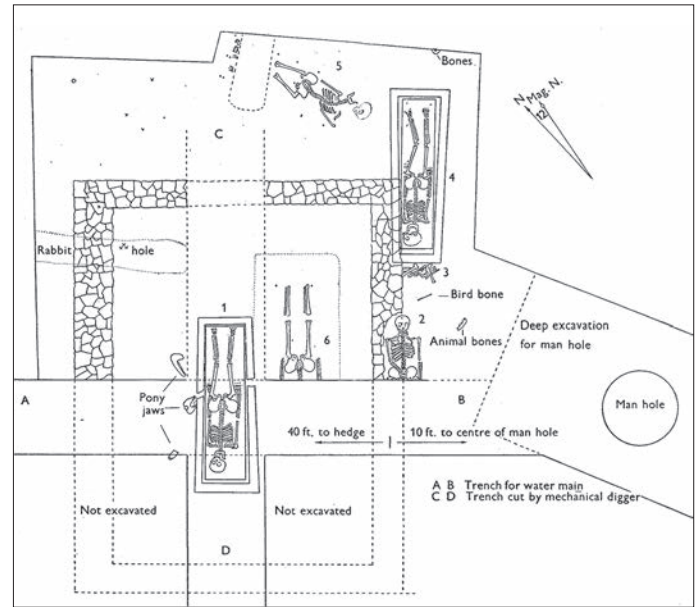 Bones
5
N
Mag. N.
12°
C
4
Rabbit hole
3
1
Bird bone
2
6
Animal bones
Deep excavation
for man hole
Pony
jaws
A
B
Man hole
40 ft. to hedge
10 ft. to centre of man hole
A B Trench for water main
C D Trench cut by mechanical digger
Not excavated
Not excavated
D